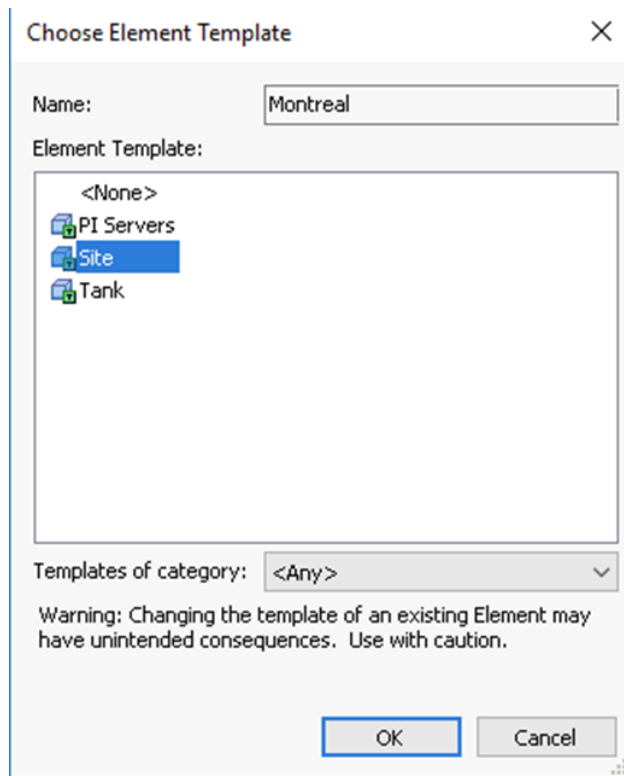 Choose Element Template
Name: Montreal
Element Template:
<None>
PI Servers
Site
Tank
Templates of category: <Any>
Warning: Changing the template of an existing Element may
have unintended consequences.  Use with caution.
OK Cancel